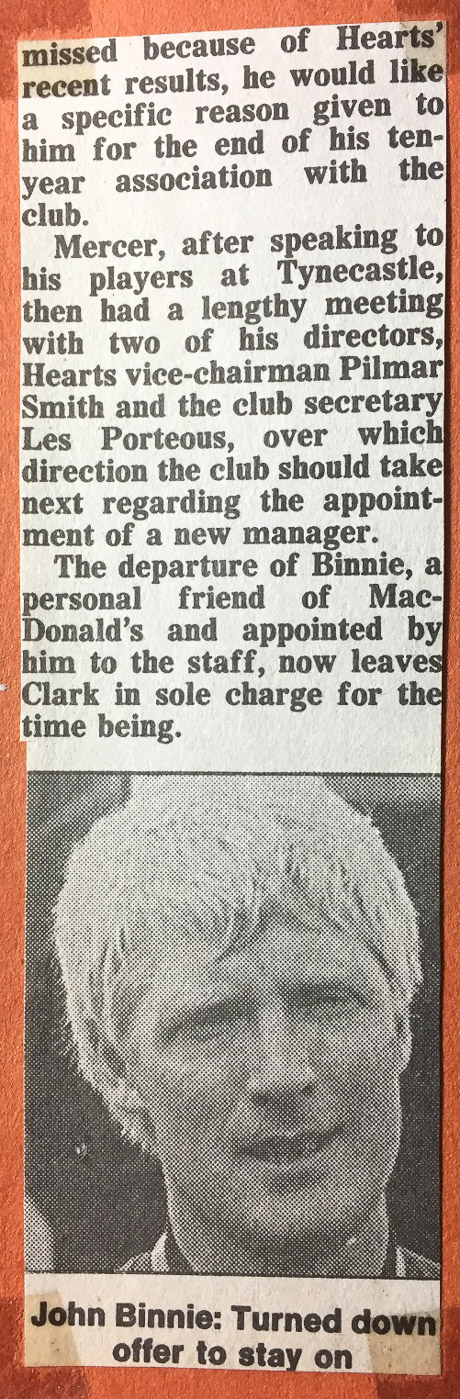 missed because of Hearts'
recent results, he would like
a specific reason given to
him for the end of his ten-
year association with the
club.
Mercer, after speaking to
his players at Tynecastle,
then had a lengthy meeting
with two of his directors,
Hearts vice-chairman Pilmar
Smith and the club secretary
Les Porteous, over which
direction the club should take
next regarding the appoint-
ment of a new manager.
The departure of Binnie, a
personal friend of Mac-
Donald's and appointed by
him to the staff, now leaves
Clark in sole charge for the
time being.
John Binnie: Turned down
offer to stay on